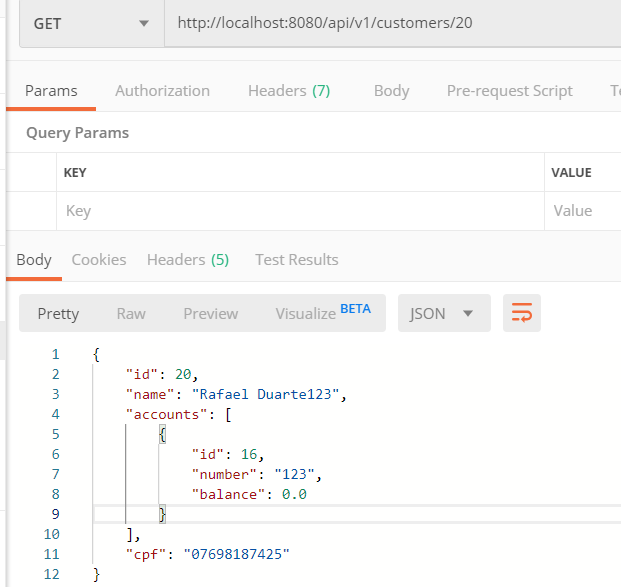 GET http://localhost:8080/api/v1/customers/20
Params Authorization Headers (7) Body Pre-request Script
Query Params
KEY VALUE
Key Value
Body Cookies Headers (5) Test Results
Pretty Raw Preview Visualize BETA JSON
1 {
2 "id": 20,
3 "name": "Rafael Duarte123",
4 "accounts": [
5 {
6 "id": 16,
7 "number": "123",
8 "balance": 0.0
9 }
10 ],
11 "cpf": "07698187425"
12 }